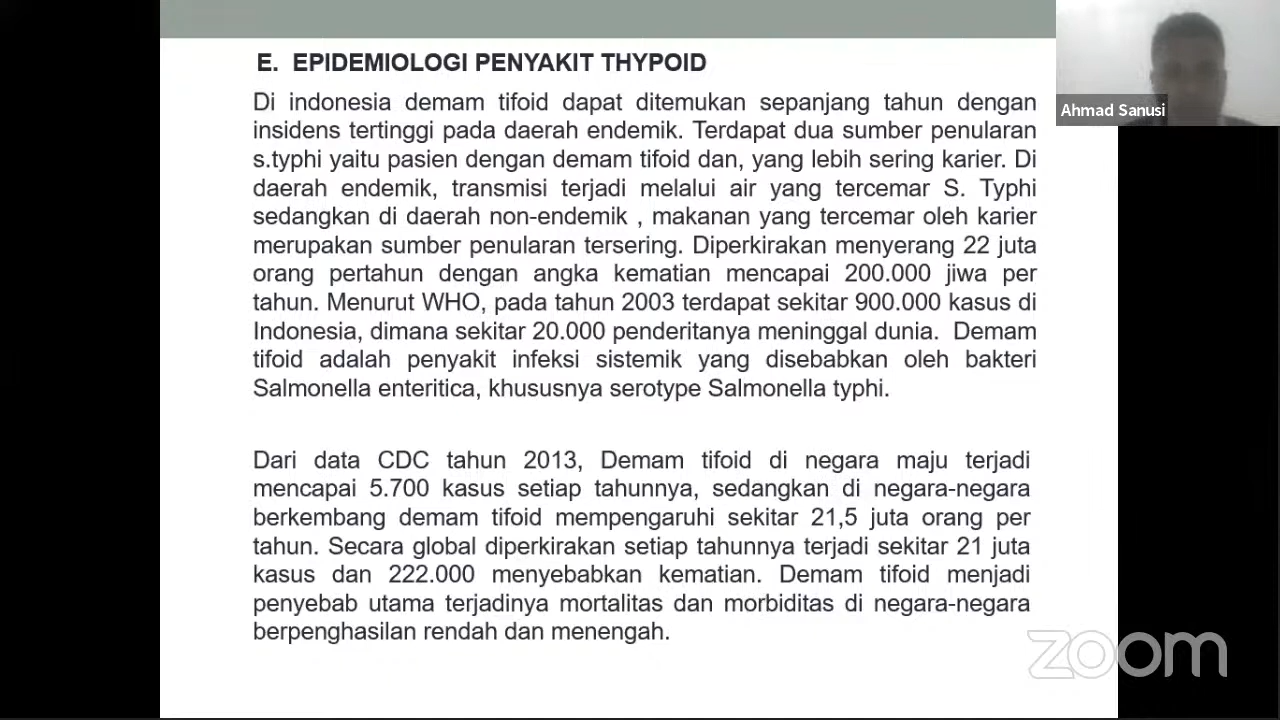 E. EPIDEMIOLOGI PENYAKIT THYPOID
Di indonesia demam tifoid dapat ditemukan sepanjang tahun dengan
insidens tertinggi pada daerah endemik. Terdapat dua sumber penularan
s.typhi yaitu pasien dengan demam tifoid dan, yang lebih sering karier. Di
daerah endemik, transmisi terjadi melalui air yang tercemar S. Typhi
sedangkan di daerah non-endemik , makanan yang tercemar oleh karier
merupakan sumber penularan tersering. Diperkirakan menyerang 22 juta
orang pertahun dengan angka kematian mencapai 200.000 jiwa per
tahun. Menurut WHO, pada tahun 2003 terdapat sekitar 900.000 kasus di
Indonesia, dimana sekitar 20.000 penderitanya meninggal dunia. Demam
tifoid adalah penyakit infeksi sistemik yang disebabkan oleh bakteri
Salmonella enteritica, khususnya serotype Salmonella typhi.
Dari data CDC tahun 2013, Demam tifoid di negara maju terjadi
mencapai 5.700 kasus setiap tahunnya, sedangkan di negara-negara
berkembang demam tifoid mempengaruhi sekitar 21,5 juta orang per
tahun. Secara global diperkirakan setiap tahunnya terjadi sekitar 21 juta
kasus dan 222.000 menyebabkan kematian. Demam tifoid menjadi
penyebab utama terjadinya mortalitas dan morbiditas di negara-negara
berpenghasilan rendah dan menengah.
Ahmad Sanusi
zoom